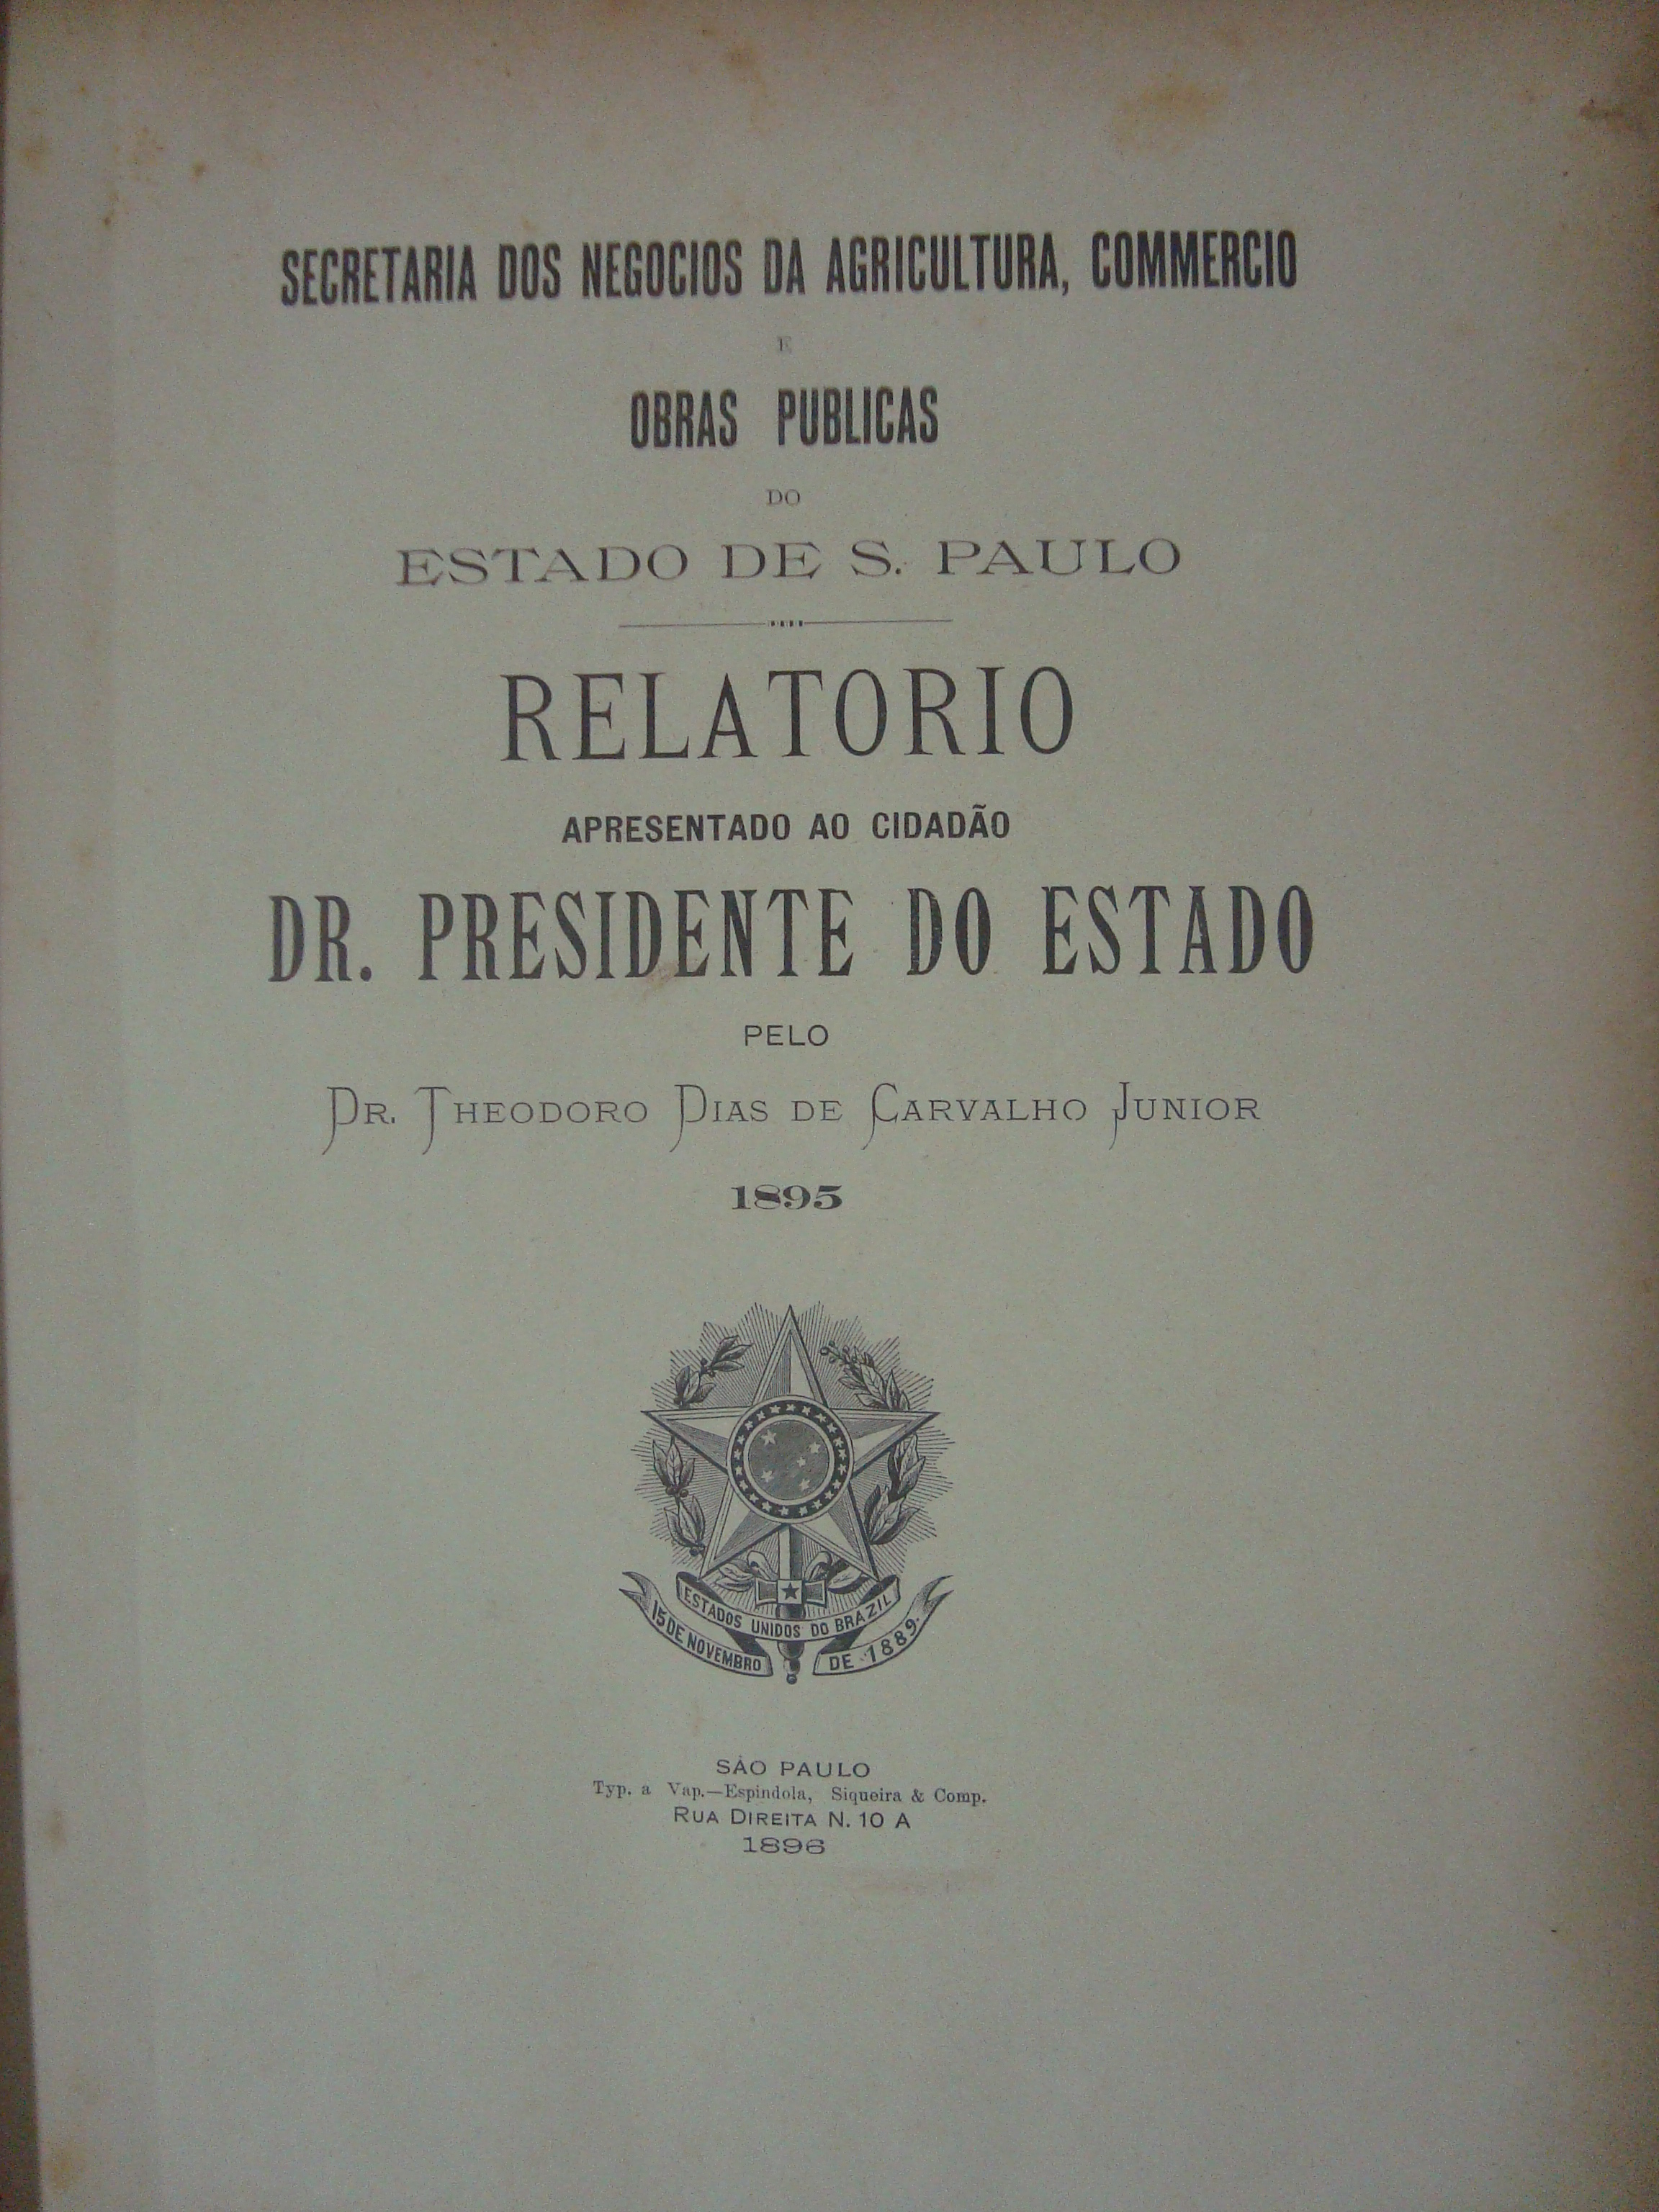 SECRETARIA DOS NEGOCIOS DA AGRICULTURA, COMMERCIO
E
OBRAS PUBLICAS
DO
ESTADO DE S. PAULO
RELATORIO
APRESENTADO AO CIDADÃO
DR. PRESIDENTE DO ESTADO
PELO
DR. THEODORO DIAS DE CARVALHO JUNIOR
1895
ESTADOS UNIDOS DO BRAZIL
15 DE NOVEMBRO DE 1889.
SÃO PAULO
Typ. a Vap.—Espindola, Siqueira & Comp.
RUA DIREITA N. 10 A
1896